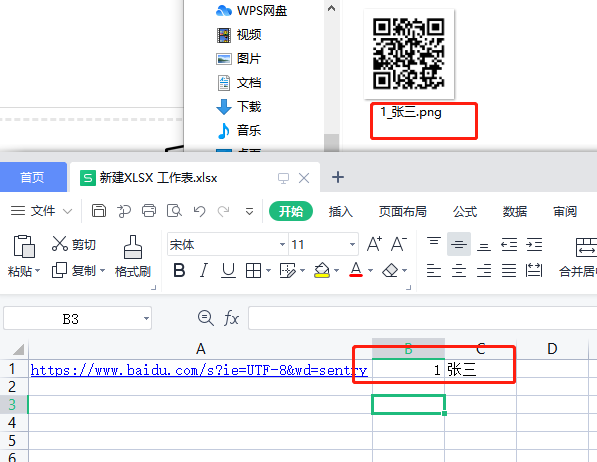 WPS网盘
视频
图片
文档
下载
音乐
1_张三.png
首页
S 新建XLSX 工作表.xlsx
文件
开始 插入 页面布局 公式 数据 审阅
粘贴 剪切 复制 格式刷
宋体 11 A+ A-
B I U A
合并居
B3 fx
A B C D
1 https://www.baidu.com/s?ie=UTF-8&wd=sentry 1 张三
2
3
4
5
6